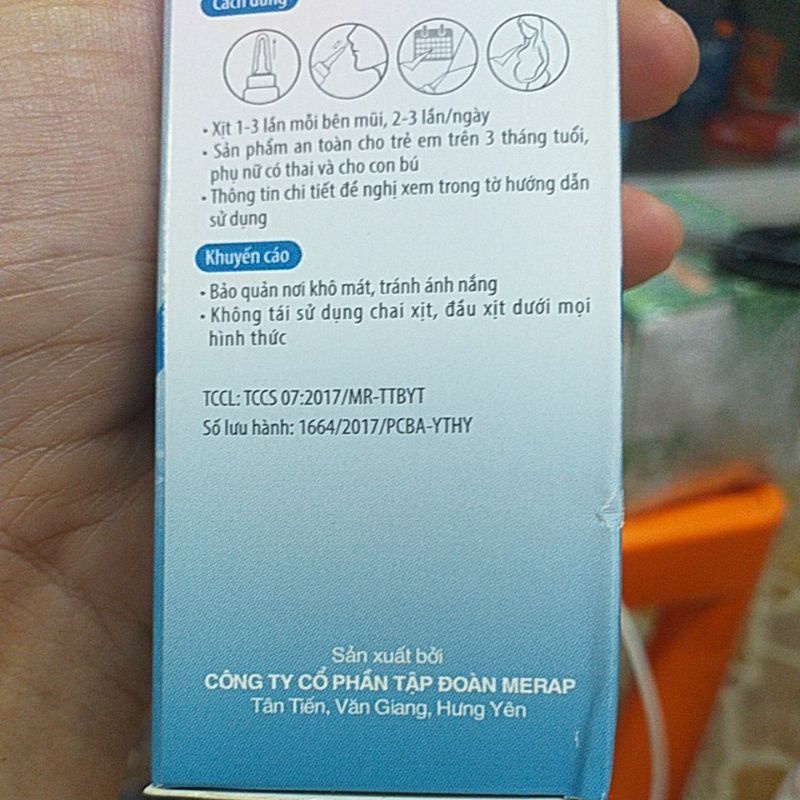 Cách dùng
• Xịt 1-3 lần mỗi bên mũi, 2-3 lần/ngày
• Sản phẩm an toàn cho trẻ em trên 3 tháng tuổi,
phụ nữ có thai và cho con bú
• Thông tin chi tiết đề nghị xem trong tờ hướng dẫn
sử dụng
Khuyến cáo
• Bảo quản nơi khô mát, tránh ánh nắng
• Không tái sử dụng chai xịt, đầu xịt dưới mọi
hình thức
TCCL: TCCS 07:2017/MR-TTBYT
Số lưu hành: 1664/2017/PCBA-YTHY
Sản xuất bởi
CÔNG TY CỔ PHẦN TẬP ĐOÀN MERAP
Tân Tiến, Văn Giang, Hưng Yên